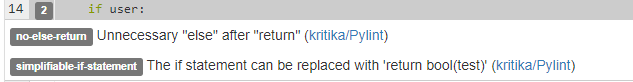 14 2 if user:
no-else-return Unnecessary "else" after "return" (kritika/Pylint)
simplifiable-if-statement The if statement can be replaced with 'return bool(test)' (kritika/Pylint)